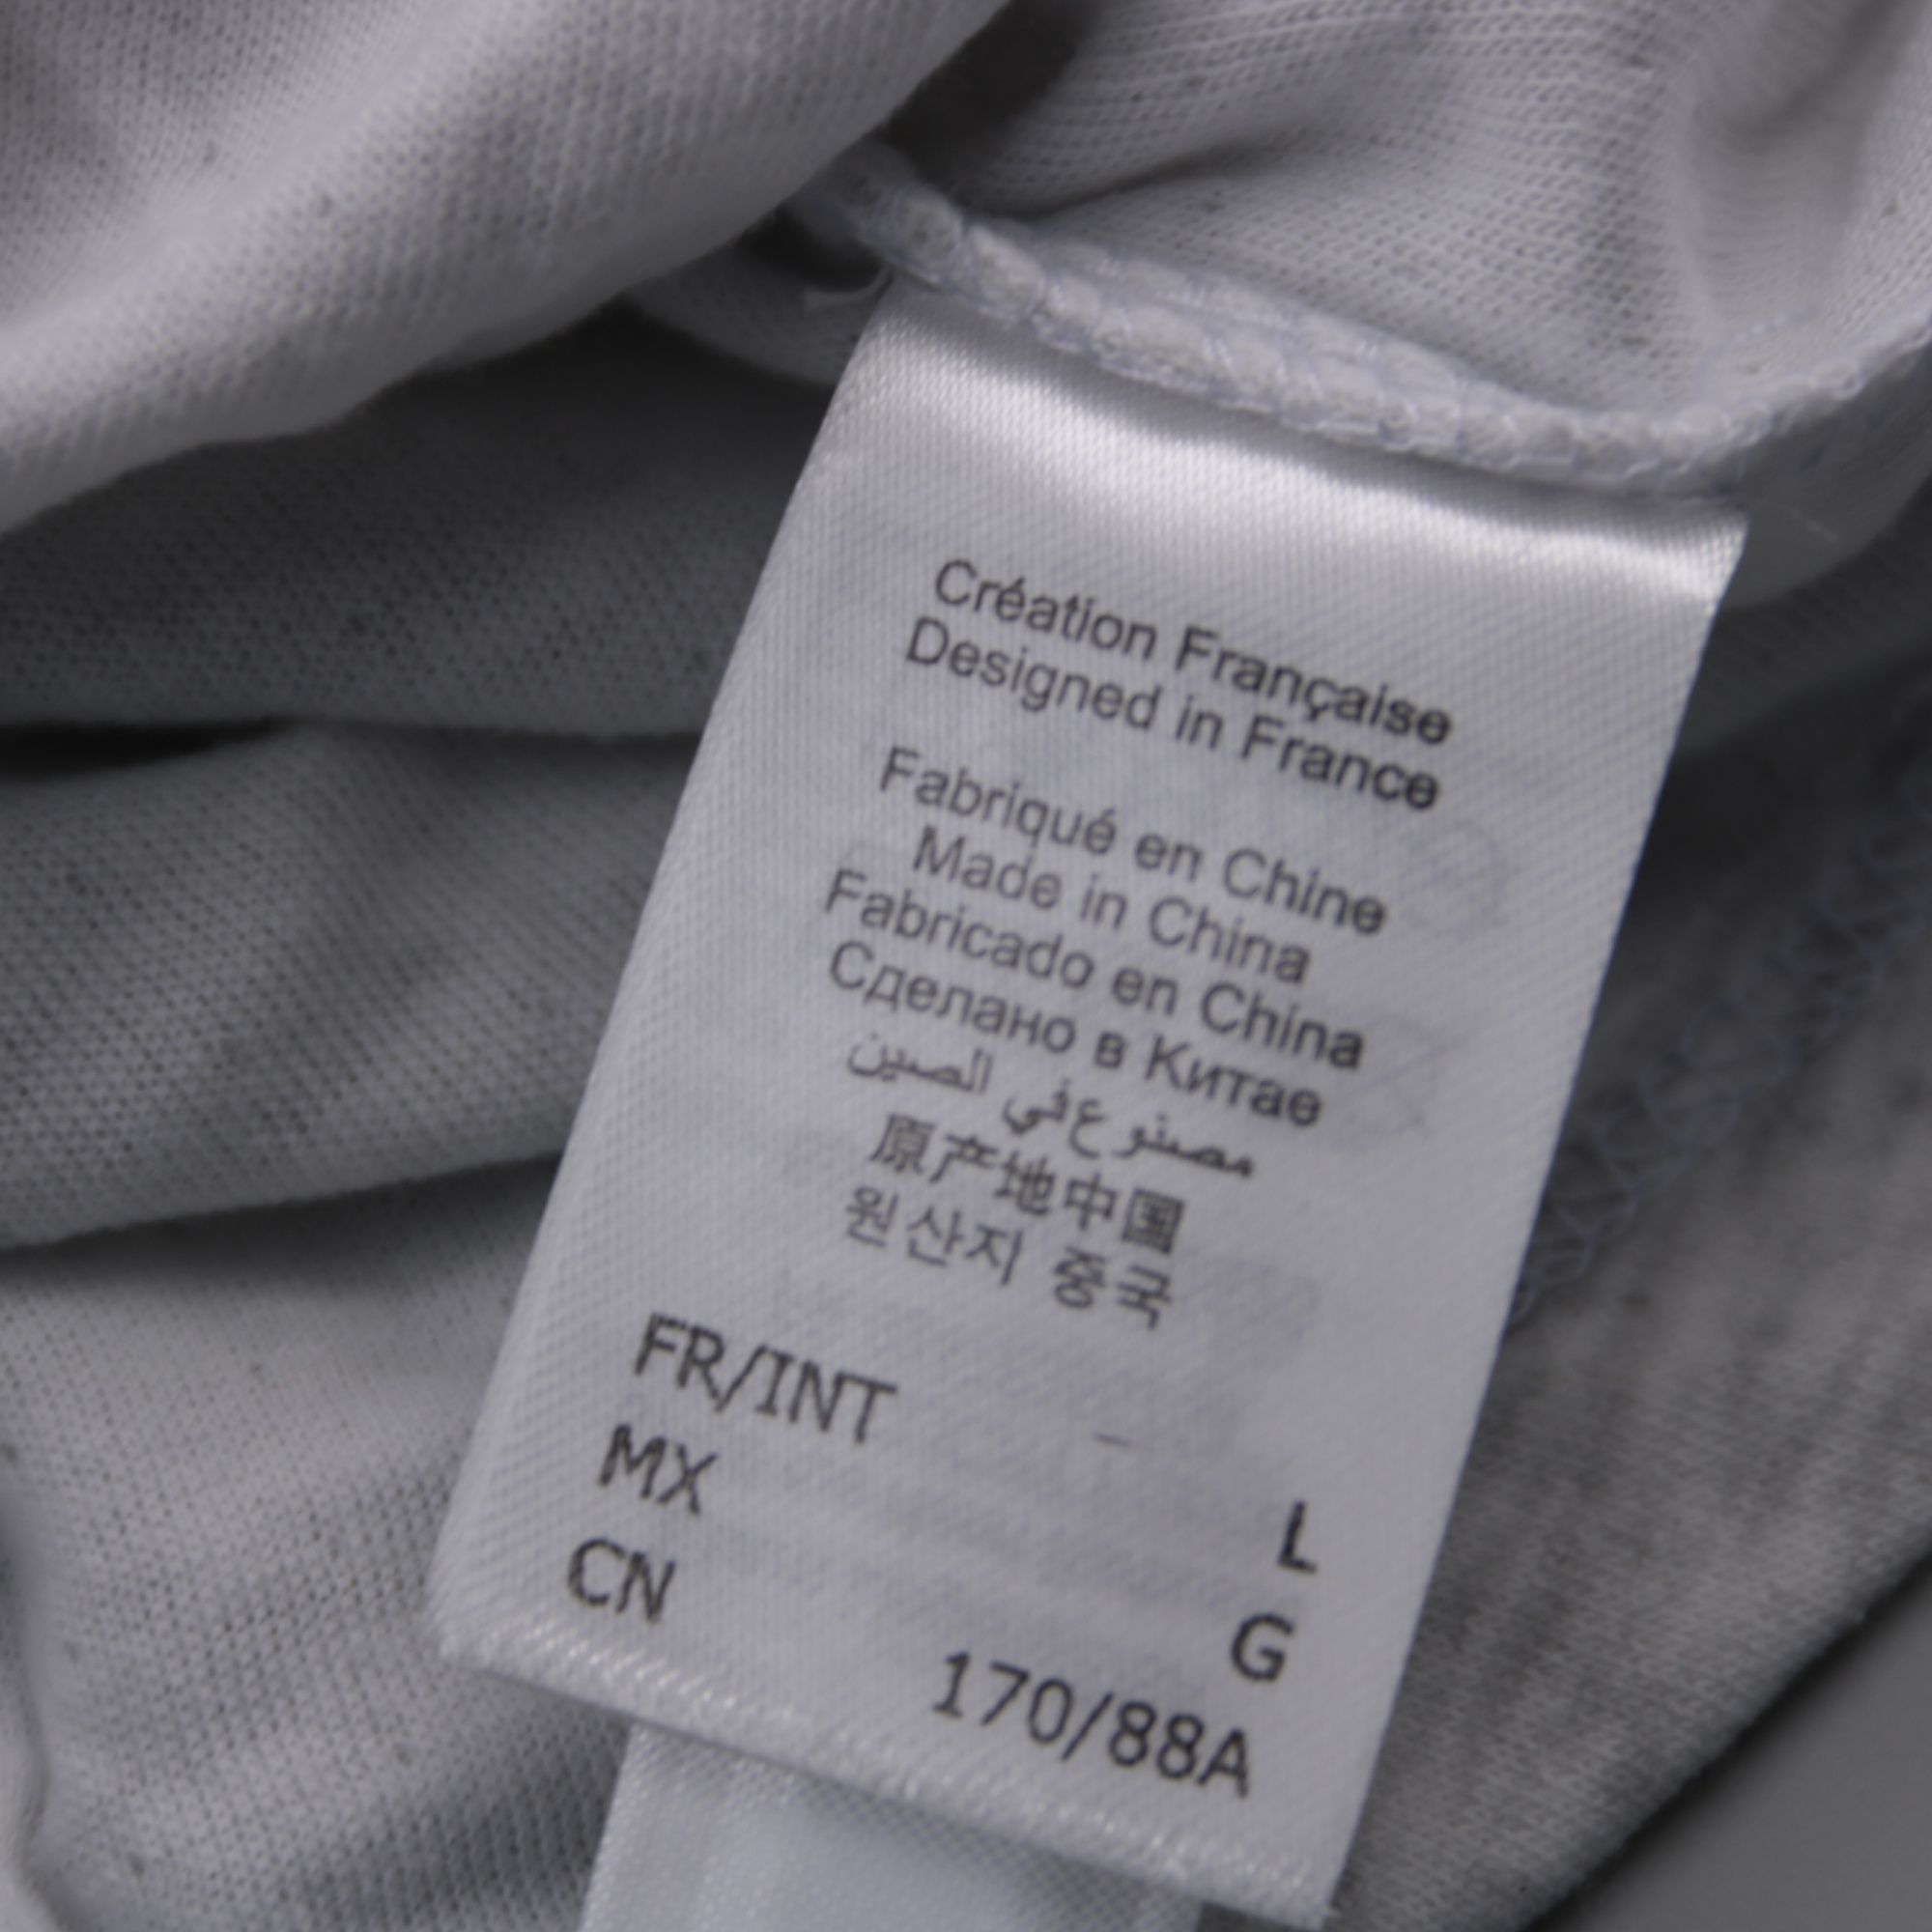 Création Française
Designed in France
Fabriqué en Chine
Made in China
Fabricado en China
Сделано в Китае
مصنوع في الصين
原产地中国
원산지 중국
FR/INT L
MX G
CN 170/88A